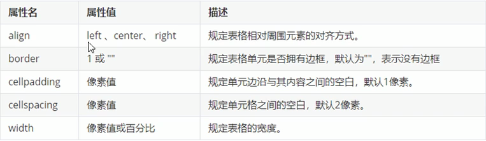 属性名 属性值 描述
align left 、center、 right 规定表格相对周围元素的对齐方式。
border 1 或 "" 规定表格单元是否拥有边框，默认为""，表示没有边框
cellpadding 像素值 规定单元边沿与其内容之间的空白，默认1像素。
cellspacing 像素值 规定单元格之间的空白，默认2像素。
width 像素值或百分比 规定表格的宽度。